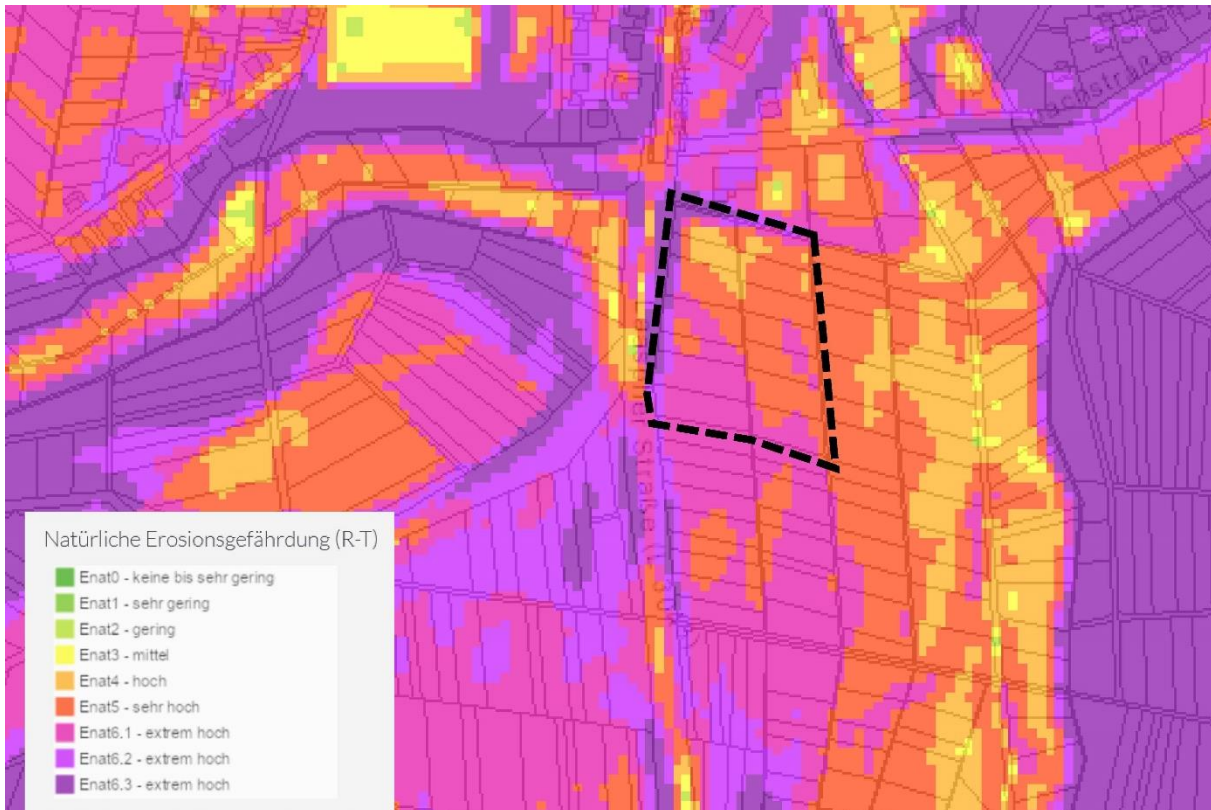 Straße
Natürliche Erosionsgefährdung (R-T)
Enat0 - keine bis sehr gering
Enat1 - sehr gering
Enat2 - gering
Enat3 - mittel
Enat4 - hoch
Enat5 - sehr hoch
Enat6.1 - extrem hoch
Enat6.2 - extrem hoch
Enat6.3 - extrem hoch